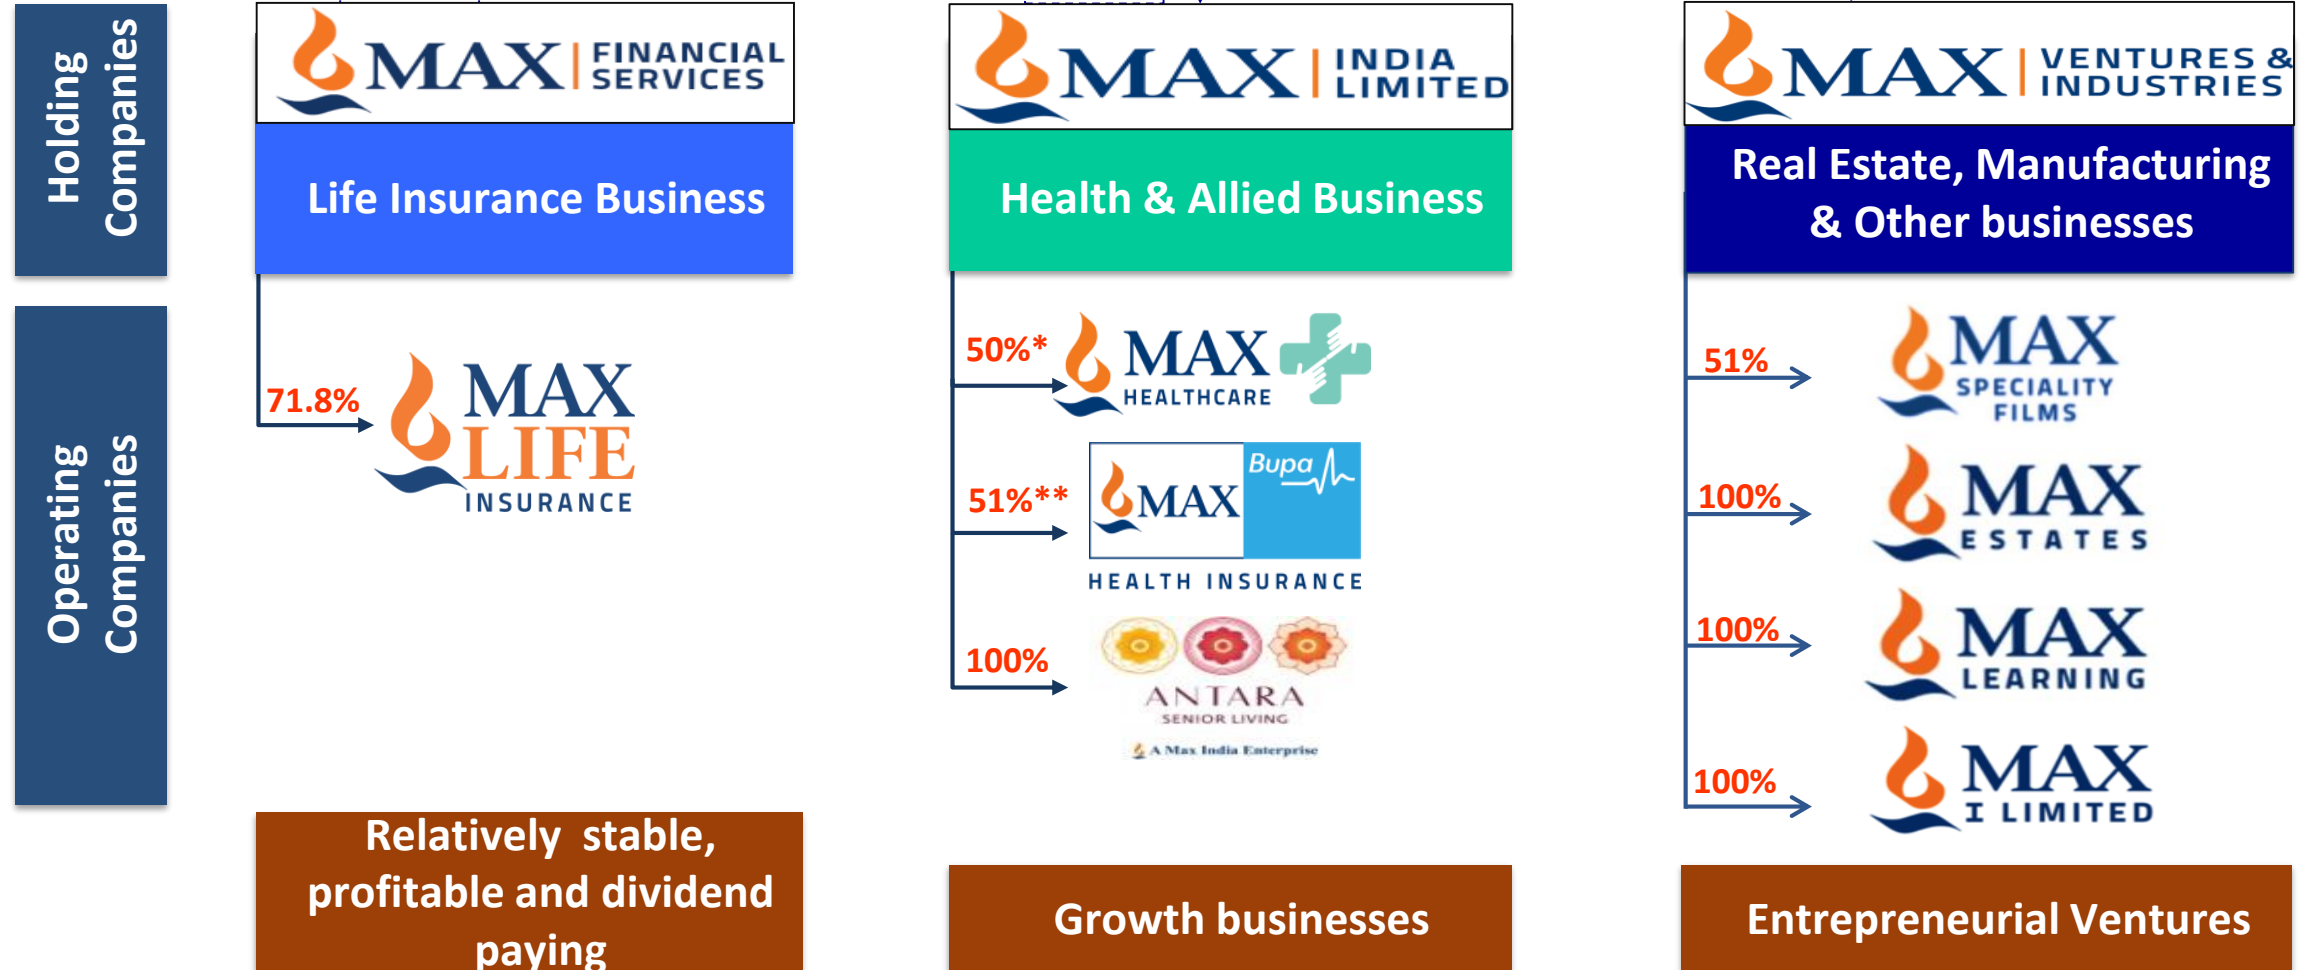 Holding
Companies
MAX FINANCIAL
SERVICES
Life Insurance Business
MAX INDIA
LIMITED
Health & Allied Business
MAX VENTURES &
INDUSTRIES
Real Estate, Manufacturing
& Other businesses
Operating
Companies
71.8%
MAX
LIFE
INSURANCE
50%*
MAX
HEALTHCARE
51%**
MAX
Bupa
HEALTH INSURANCE
100%
ANTARA
SENIOR LIVING
A Max India Enterprise
51%
MAX
SPECIALITY
FILMS
100%
MAX
ESTATES
100%
MAX
LEARNING
100%
MAX
I LIMITED
Relatively stable,
profitable and dividend
paying
Growth businesses
Entrepreneurial Ventures